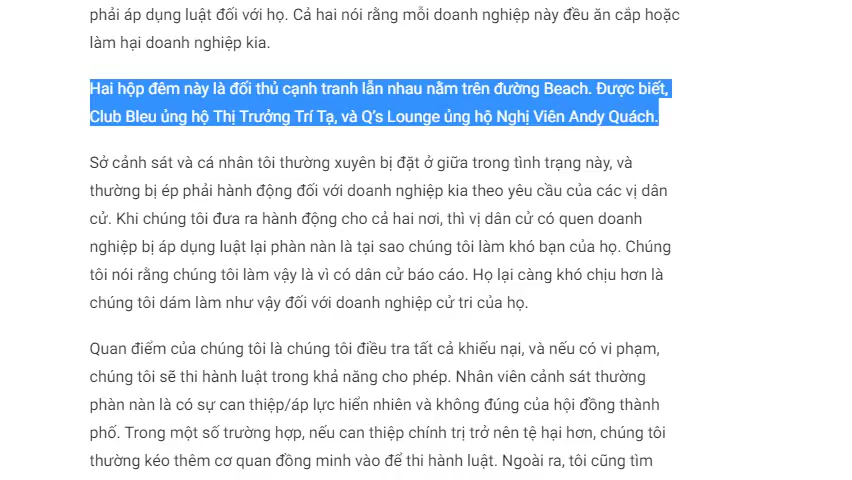 phải áp dụng luật đối với họ. Cả hai nói rằng mỗi doanh nghiệp này đều ăn cắp hoặc
làm hại doanh nghiệp kia.
Hai hộp đêm này là đối thủ cạnh tranh lẫn nhau nằm trên đường Beach. Được biết,
Club Bleu ủng hộ Thị Trưởng Trí Tạ, và Q’s Lounge ủng hộ Nghị Viên Andy Quách.
Sở cảnh sát và cá nhân tôi thường xuyên bị đặt ở giữa trong tình trạng này, và
thường bị ép phải hành động đối với doanh nghiệp kia theo yêu cầu của các vị dân
cử. Khi chúng tôi đưa ra hành động cho cả hai nơi, thì vị dân cử có quen doanh
nghiệp bị áp dụng luật lại phàn nàn là tại sao chúng tôi làm khó bạn của họ. Chúng
tôi nói rằng chúng tôi làm vậy là vì có dân cử báo cáo. Họ lại càng khó chịu hơn là
chúng tôi dám làm như vậy đối với doanh nghiệp cử tri của họ.
Quan điểm của chúng tôi là chúng tôi điều tra tất cả khiếu nại, và nếu có vi phạm,
chúng tôi sẽ thi hành luật trong khả năng cho phép. Nhân viên cảnh sát thường
phàn nàn là có sự can thiệp/áp lực hiển nhiên và không đúng của hội đồng thành
phố. Trong một số trường hợp, nếu can thiệp chính trị trở nên tệ hại hơn, chúng tôi
thường kéo thêm cơ quan đồng minh vào để thi hành luật. Ngoài ra, tôi cũng tìm